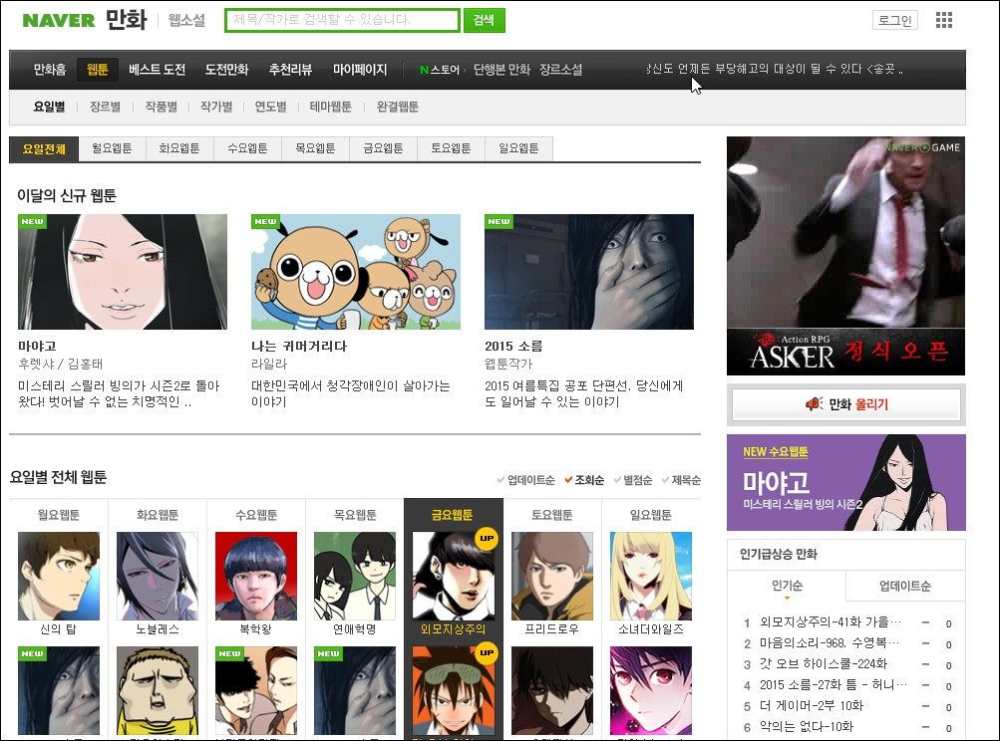 NAVER 만화 웹소설 제목/작가로 검색할 수 있습니다. 검색 로그인
만화홈 웹툰 베스트 도전 도전만화 추천리뷰 마이페이지 N스토어 단행본 만화 장르소설 당신도 언제든 부당해고의 대상이 될 수 있다 <송곳 ..
요일별 장르별 작품별 작가별 연도별 테마웹툰 완결웹툰
요일전체 월요웹툰 화요웹툰 수요웹툰 목요웹툰 금요웹툰 토요웹툰 일요웹툰
이달의 신규 웹툰
NEW NEW NEW
마야고 나는 귀머거리다 2015 소름
후렛샤 / 김홍태 라일라 웹툰작가
미스테리 스릴러 빙의가 시즌2로 돌아 대한민국에서 청각장애인이 살아가는 2015 여름특집 공포 단편선. 당신에게
왔다! 벗어날 수 없는 치명적인 .. 이야기 도 일어날 수 있는 이야기
NAVER GAME
Action RPG
ASKER 정식 오픈
만화 올리기
NEW 수요웹툰
마야고
미스테리 스릴러 빙의 시즌2
요일별 전체 웹툰 업데이트순 조회순 별점순 제목순
월요웹툰 화요웹툰 수요웹툰 목요웹툰 금요웹툰 토요웹툰 일요웹툰
UP
신의 탑 노블레스 복학왕 연애혁명 외모지상주의 프리드로우 소녀더와일즈
NEW NEW NEW UP
인기급상승 만화
인기순 업데이트순
1 외모지상주의-41화 가을… 0
2 마음의소리-968. 수영복… 0
3 갓 오브 하이스쿨-224화 0
4 2015 소름-27화 틈 - 허니… 0
5 더 게이머-2부 10화 0
6 악의는 없다-10화 0